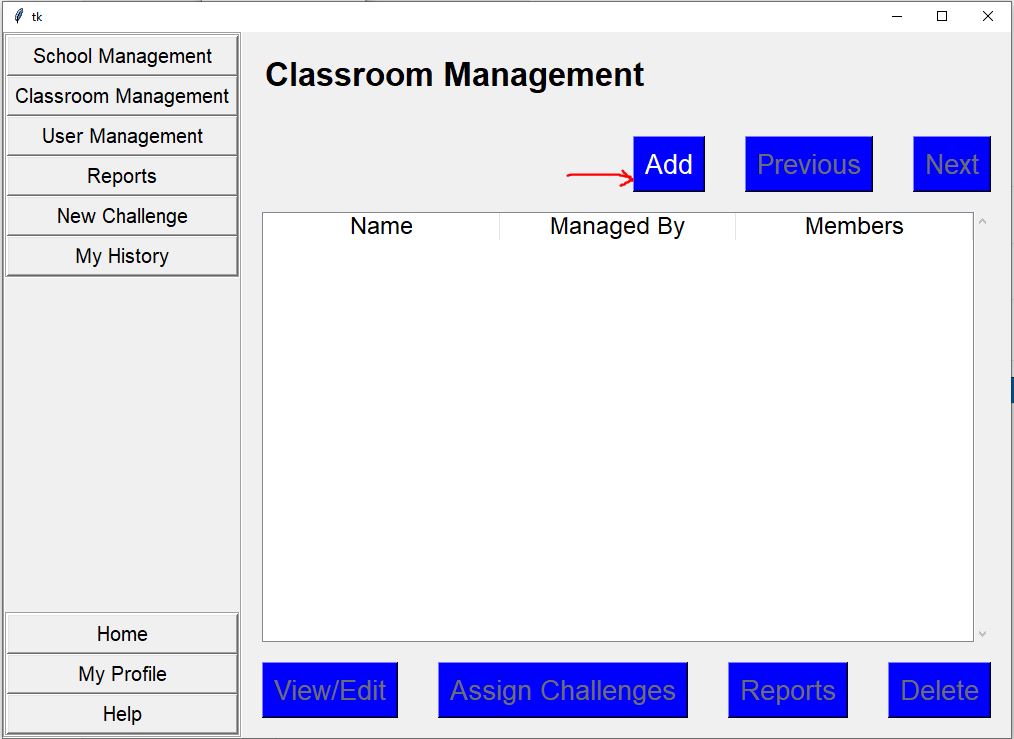 tk
School Management
Classroom Management
User Management
Reports
New Challenge
My History
Home
My Profile
Help
Classroom Management
Add Previous Next
Name Managed By Members
View/Edit Assign Challenges Reports Delete